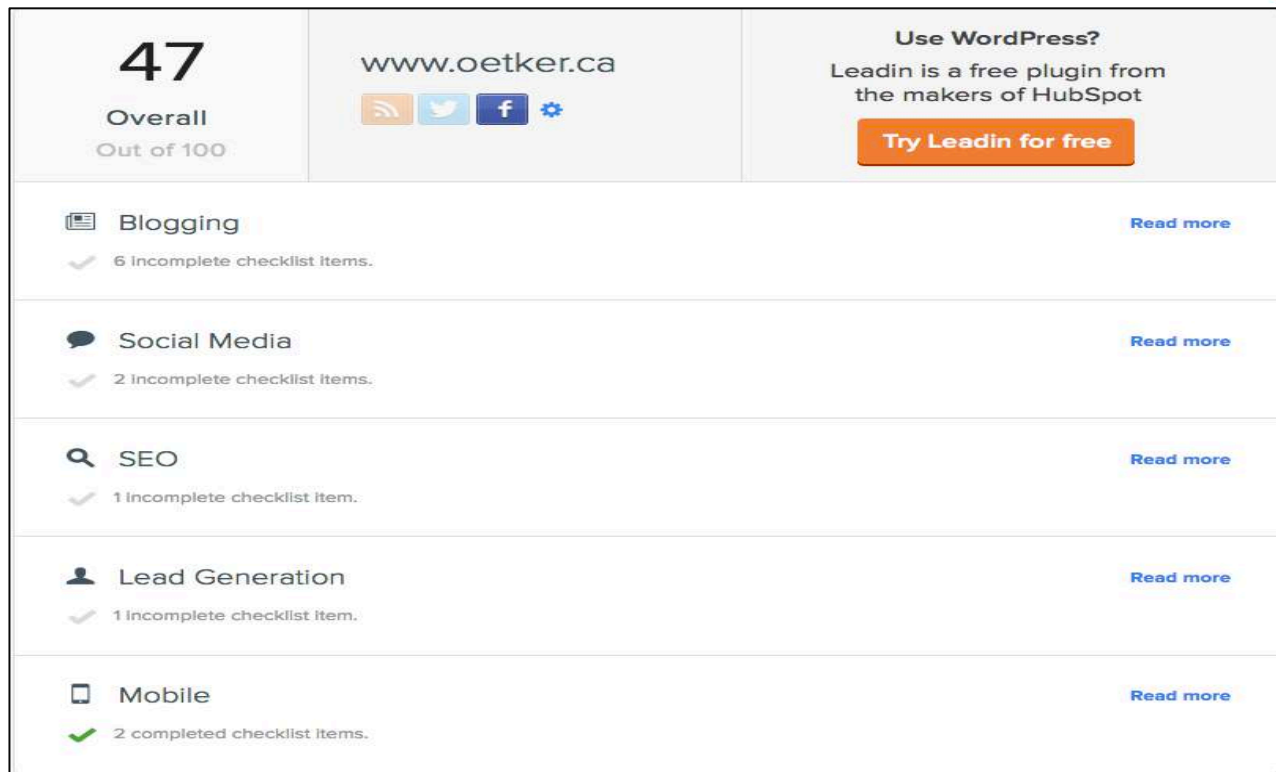 47
Overall
Out of 100
www.oetker.ca
f
Use WordPress?
Leadin is a free plugin from
the makers of HubSpot
Try Leadin for free
Blogging
Read more
6 incomplete checklist items.
Social Media
Read more
2 incomplete checklist items.
SEO
Read more
1 incomplete checklist item.
Lead Generation
Read more
1 incomplete checklist item.
Mobile
Read more
2 completed checklist items.